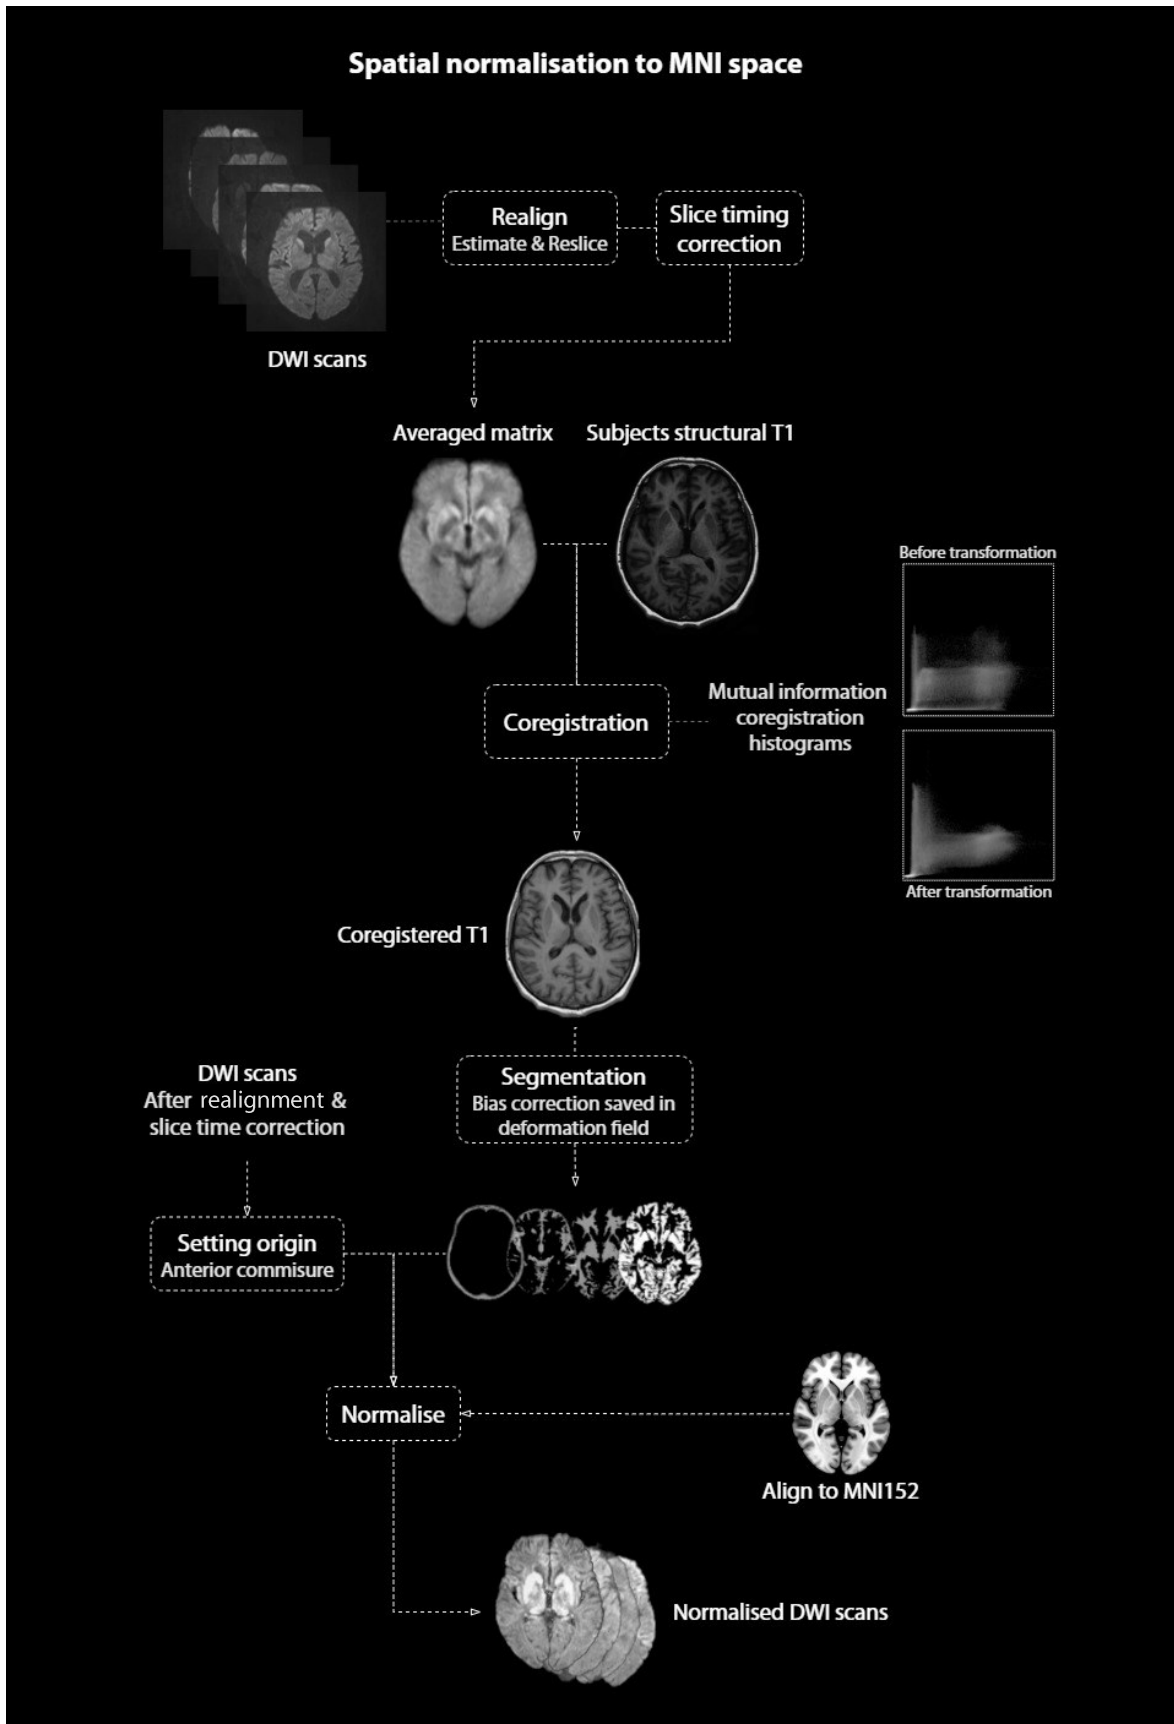 Spatial normalisation to MNI space
Realign
Estimate & Reslice
Slice timing
correction
DWI scans
Averaged matrix
Subjects structural T1
Before transformation
Mutual information
coregistration
histograms
Coregistration
After transformation
Coregistered T1
DWI scans
After realignment &
slice time correction
Segmentation
Bias correction saved in
deformation field
Setting origin
Anterior commisure
Normalise
Align to MNI152
Normalised DWI scans